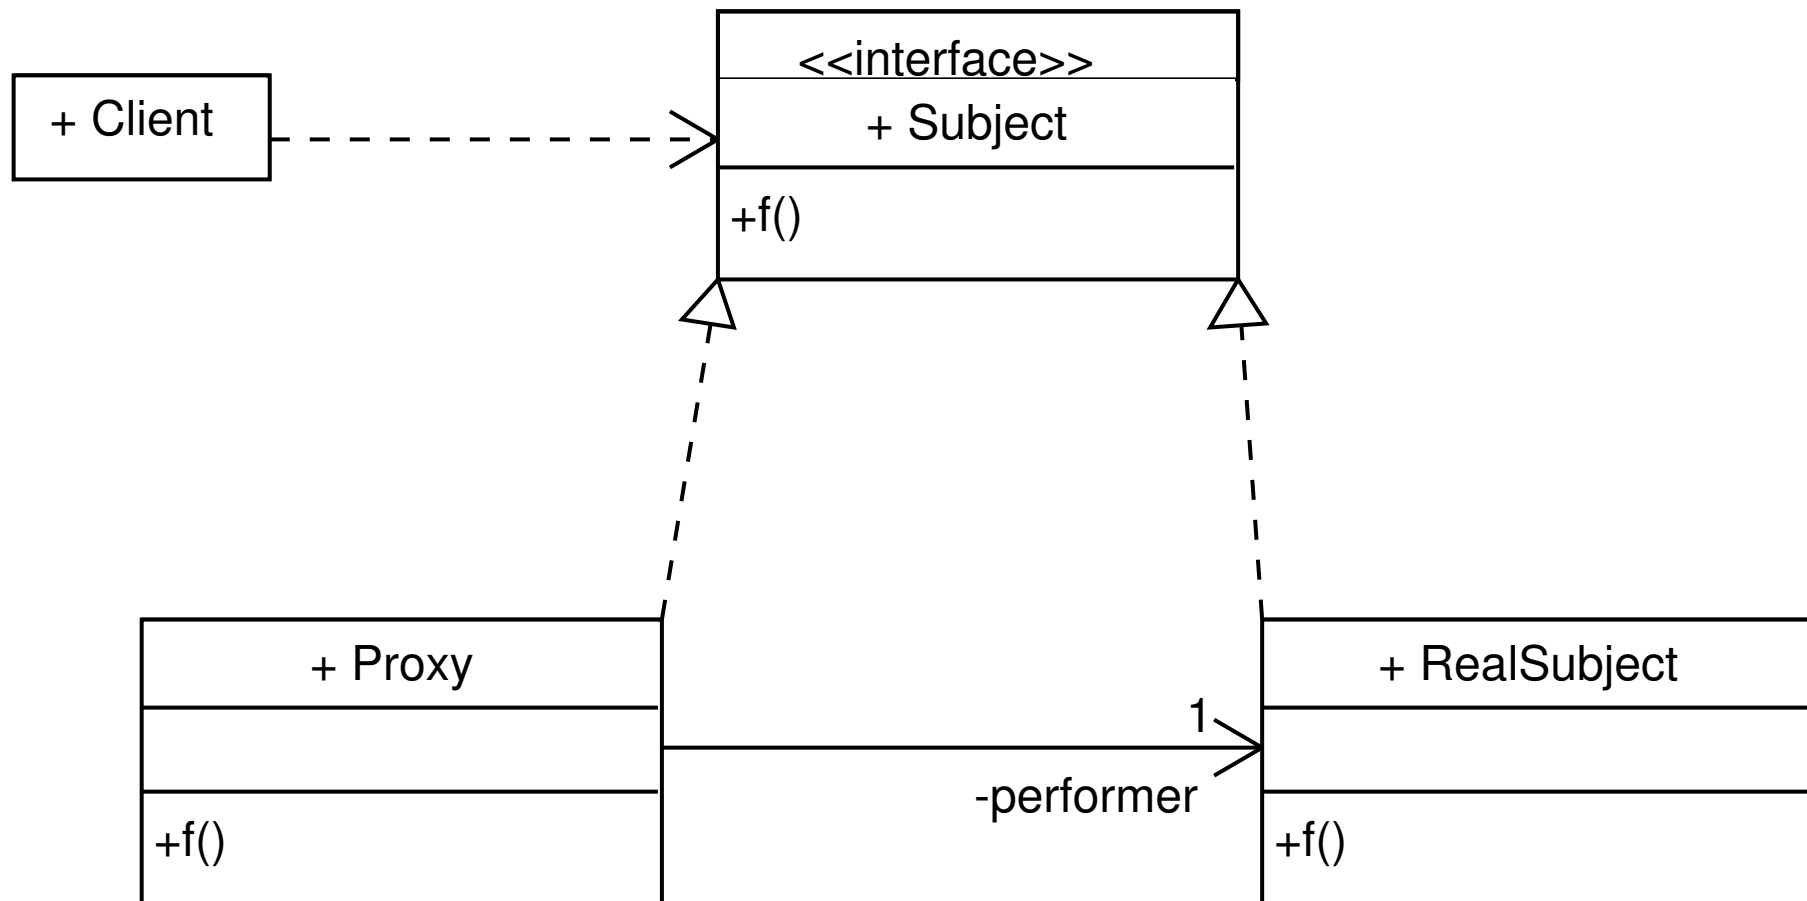 <<interface>>
+ Client
+ Subject
+f()
+ Proxy
+ RealSubject
1
-performer
+f()
+f()